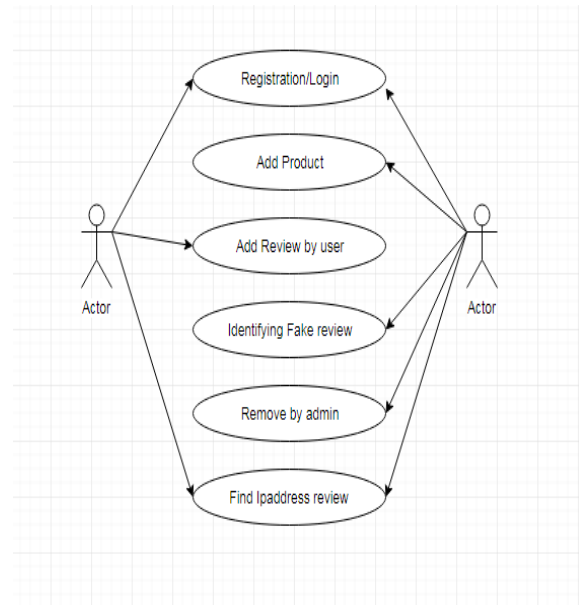 Registration/Login
Add Product
Add Review by user
Actor
Actor
Identifying Fake review
Remove by admin
Find Ipaddress review